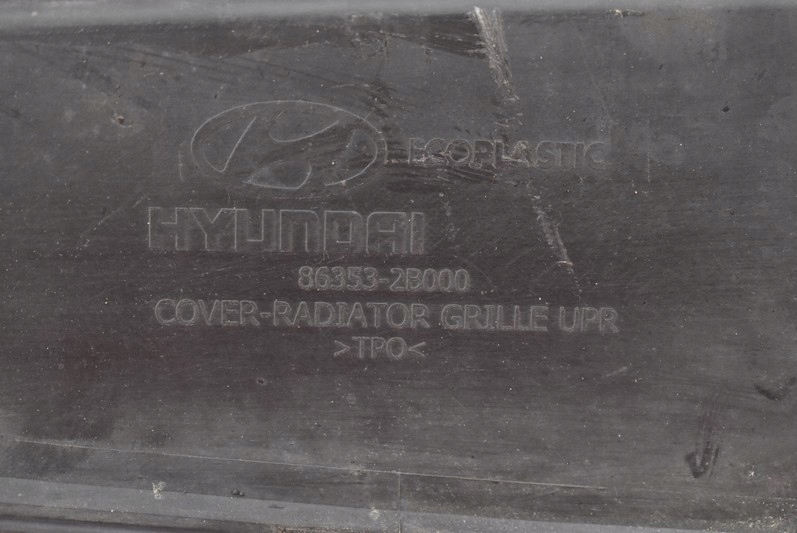 ECOPLASTIC
HYUNDAI
86353-2B000
COVER-RADIATOR GRILLE UPR
>TPO<